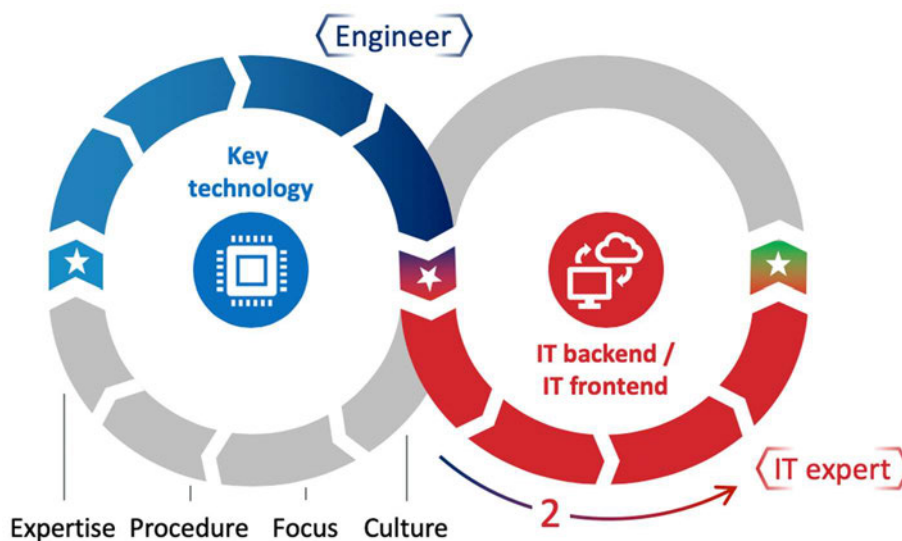 Engineer
Key
technology
IT backend /
IT frontend
IT expert
2
Expertise Procedure Focus Culture